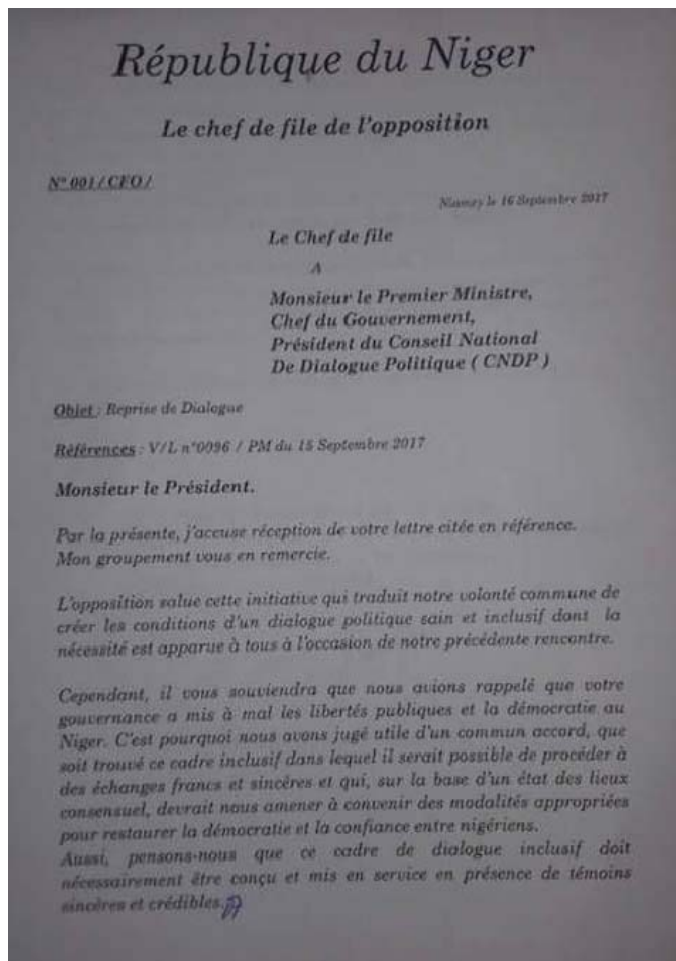 République du Niger
Le chef de file de l'opposition
N° 001 / CFO /
Niamey le 16 Septembre 2017
Le Chef de file
A
Monsieur le Premier Ministre,
Chef du Gouvernement,
Président du Conseil National
De Dialogue Politique ( CNDP )
Objet : Reprise de Dialogue
Références : V/L n°0096 / PM du 15 Septembre 2017
Monsieur le Président.
Par la présente, j'accuse réception de votre lettre citée en référence.
Mon groupement vous en remercie.
L'opposition salue cette initiative qui traduit notre volonté commune de
créer les conditions d'un dialogue politique sain et inclusif dont la
nécessité est apparue à tous à l'occasion de notre précédente rencontre.
Cependant, il vous souviendra que nous avions rappelé que votre
gouvernance a mis à mal les libertés publiques et la démocratie au
Niger. C'est pourquoi nous avons jugé utile d'un commun accord, que
soit trouvé ce cadre inclusif dans lequel il serait possible de procéder à
des échanges francs et sincères et qui, sur la base d'un état des lieux
consensuel, devrait nous amener à convenir des modalités appropriées
pour restaurer la démocratie et la confiance entre nigériens.
Aussi, pensons-nous que ce cadre de dialogue inclusif doit
nécessairement être conçu et mis en service en présence de témoins
sincères et crédibles.